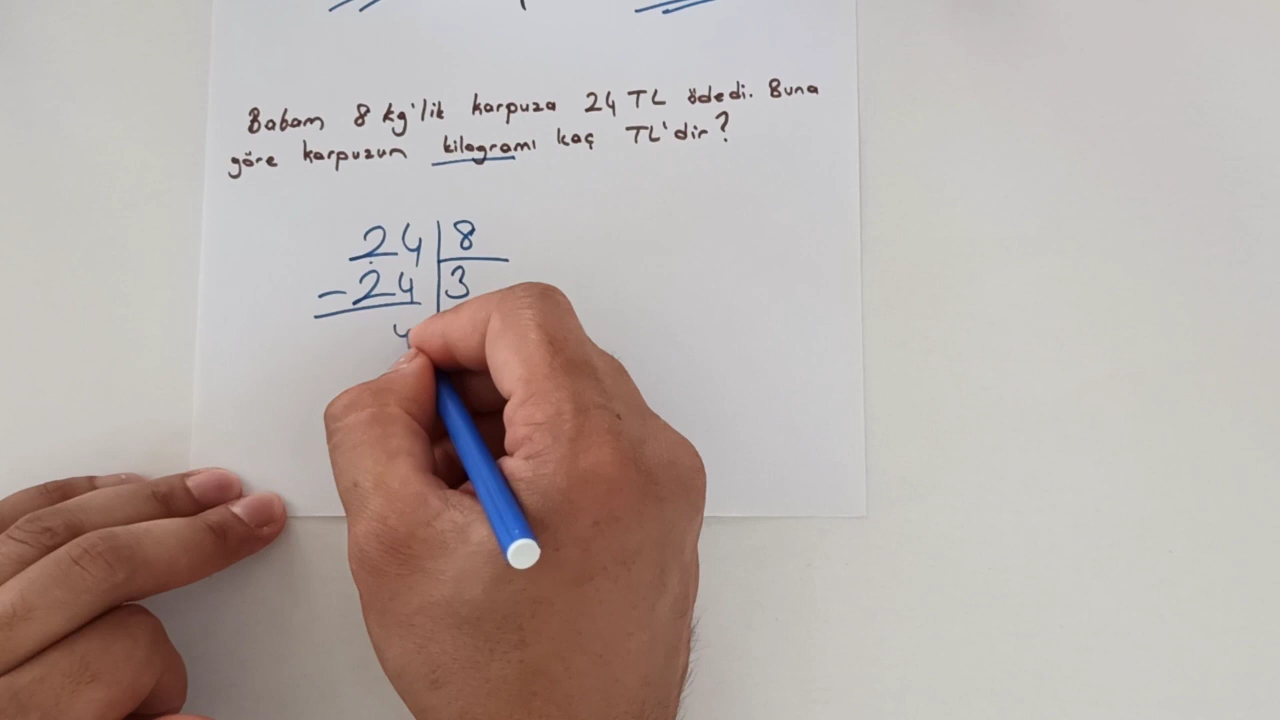 Babam 8 kg'lik karpuza 24 TL ödedi. Buna
göre karpuzun kilogramı kaç TL'dir?
24 | 8
- 24 | 3